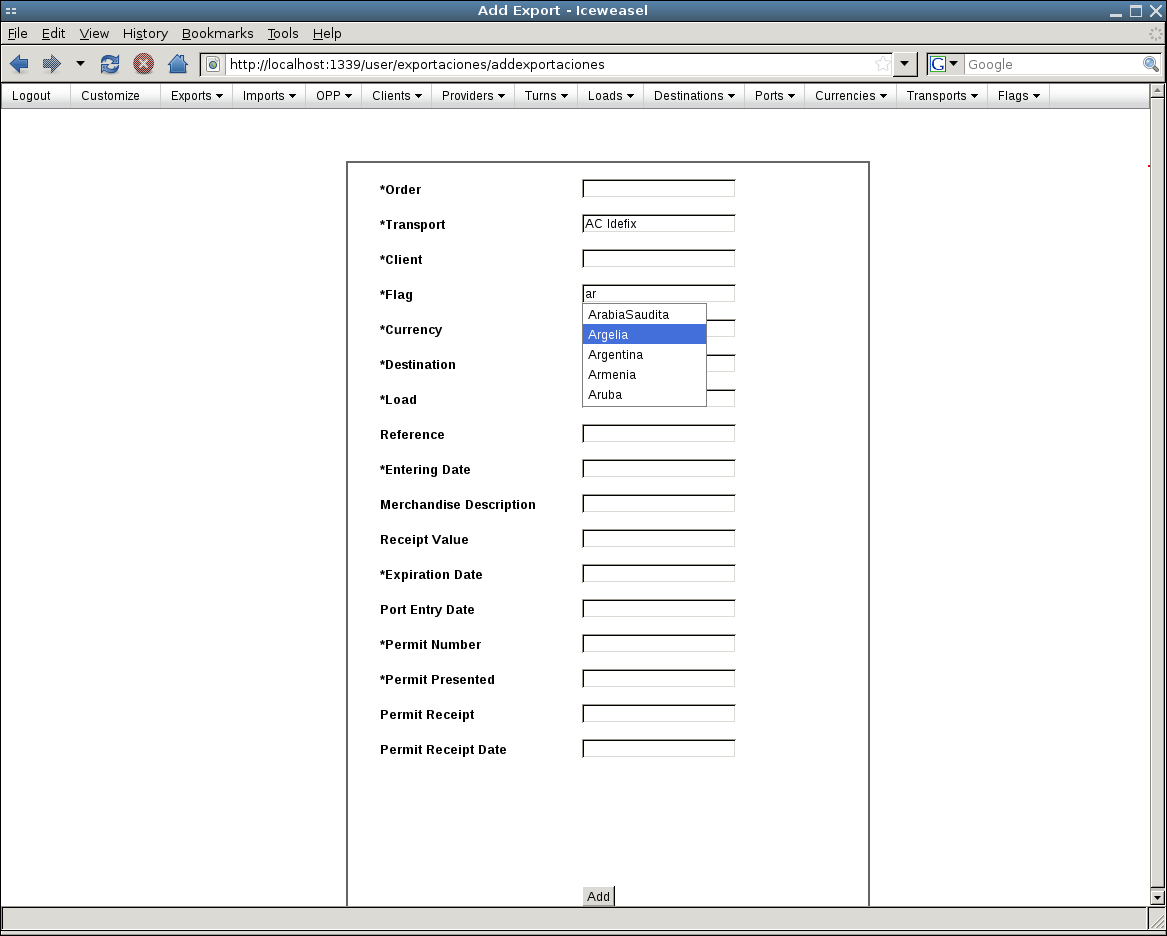 Add Export - Iceweasel
File Edit View History Bookmarks Tools Help
http://localhost:1339/user/exportaciones/addexportaciones G Google
Logout Customize Exports Imports OPP Clients Providers Turns Loads Destinations Ports Currencies Transports Flags
*Order
*Transport AC Idefix
*Client
*Flag ar
ArabiaSaudita
*Currency
Argelia
Argentina
*Destination
Armenia
*Load
Aruba
Reference
*Entering Date
Merchandise Description
Receipt Value
*Expiration Date
Port Entry Date
*Permit Number
*Permit Presented
Permit Receipt
Permit Receipt Date
Add